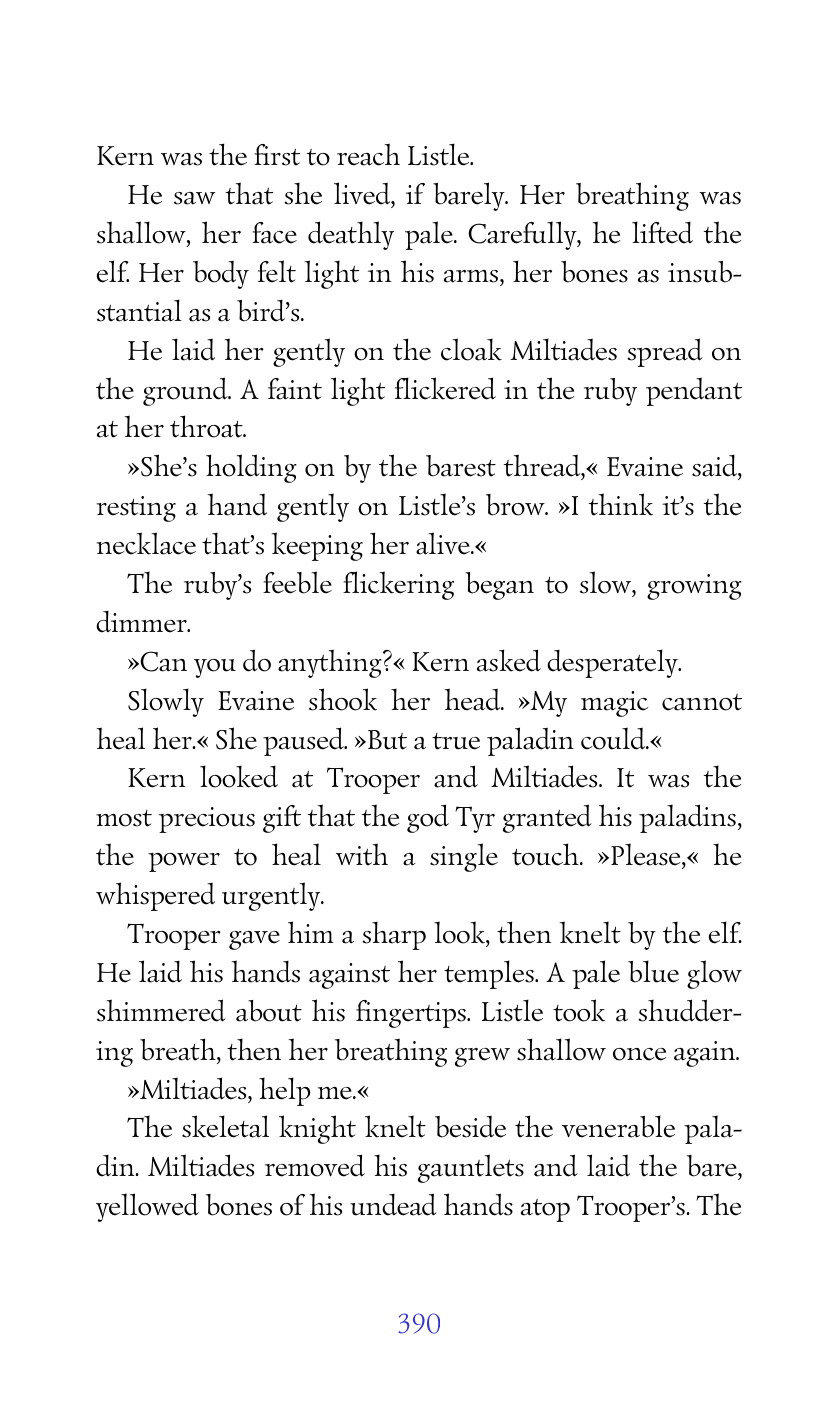 Kern was the first to reach Listle.
He saw that she lived, if barely. Her breathing was
shallow, her face deathly pale. Carefully, he lifted the
elf. Her body felt light in his arms, her bones as insub-
stantial as a bird’s.
He laid her gently on the cloak Miltiades spread on
the ground. A faint light flickered in the ruby pendant
at her throat.
»She’s holding on by the barest thread,« Evaine said,
resting a hand gently on Listle’s brow. »I think it’s the
necklace that’s keeping her alive.«
The ruby’s feeble flickering began to slow, growing
dimmer.
»Can you do anything?« Kern asked desperately.
Slowly Evaine shook her head. »My magic cannot
heal her.« She paused. »But a true paladin could.«
Kern looked at Trooper and Miltiades. It was the
most precious gift that the god Tyr granted his paladins,
the power to heal with a single touch. »Please,« he
whispered urgently.
Trooper gave him a sharp look, then knelt by the elf.
He laid his hands against her temples. A pale blue glow
shimmered about his fingertips. Listle took a shudder-
ing breath, then her breathing grew shallow once again.
»Miltiades, help me.«
The skeletal knight knelt beside the venerable pala-
din. Miltiades removed his gauntlets and laid the bare,
yellowed bones of his undead hands atop Trooper’s. The
390